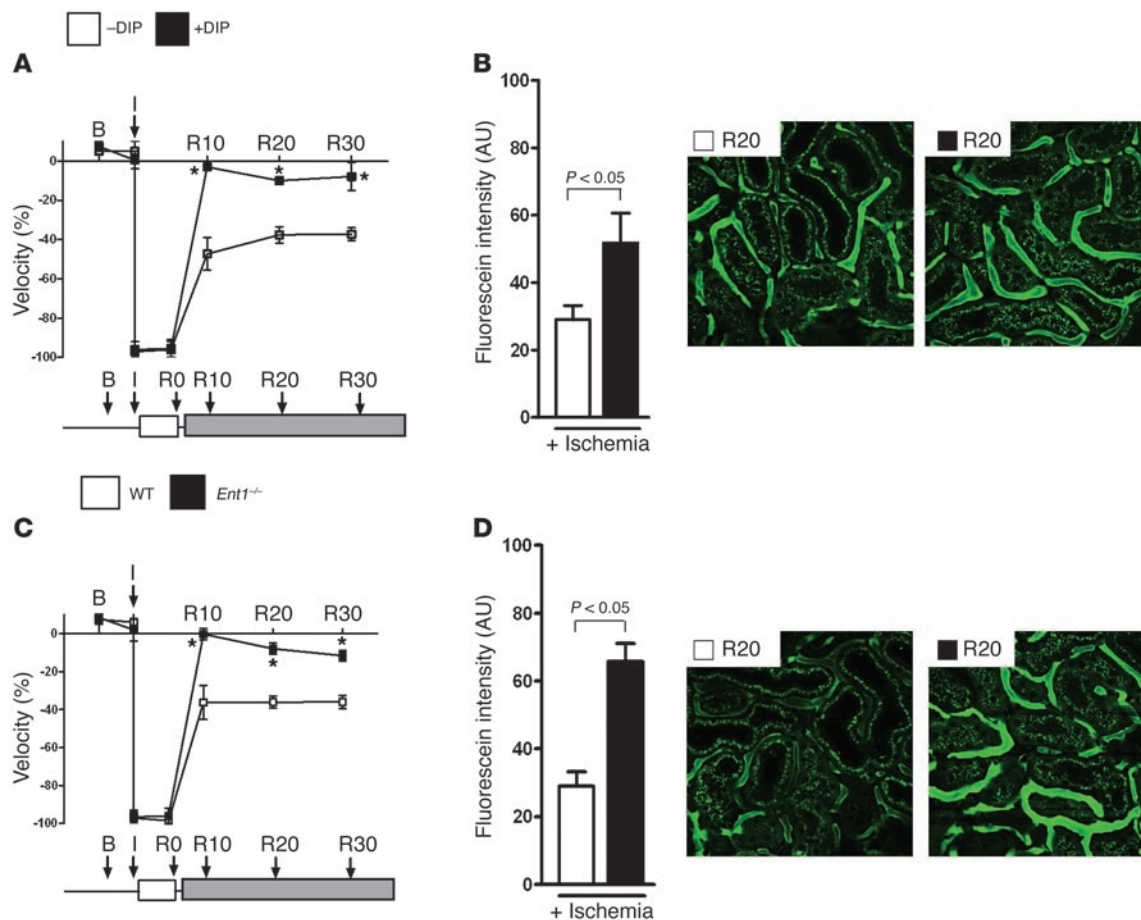 –DIP +DIP
A
B
I
R10 R20 R30
* * *
0
-20
-40
-60
-80
-100
Velocity (%)
B I R0 R10 R20 R30
B
100
80
60
40
20
0
Fluorescein intensity (AU)
P < 0.05
+ Ischemia
R20
R20
WT Ent1–/–
C
B
I
R10 R20 R30
* * *
0
-20
-40
-60
-80
-100
Velocity (%)
B I R0 R10 R20 R30
D
100
80
60
40
20
0
Fluorescein intensity (AU)
P < 0.05
+ Ischemia
R20
R20